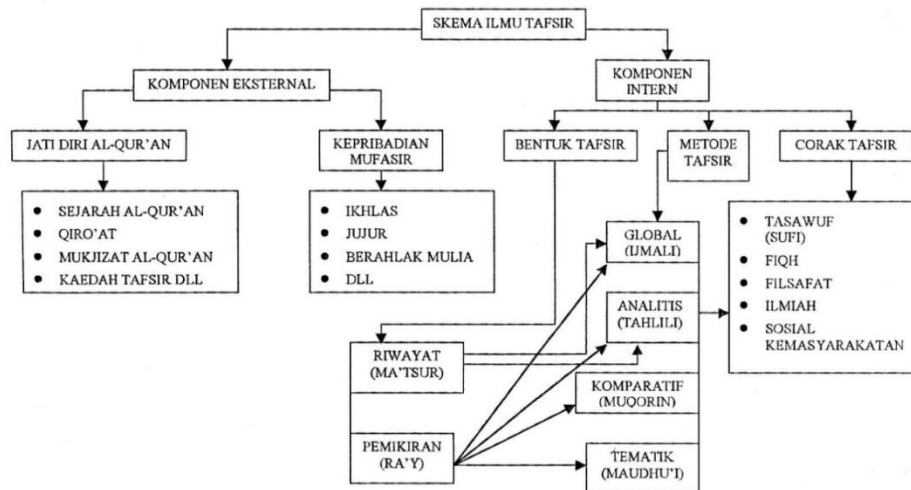 SKEMA ILMU TAFSIR
KOMPONEN EKSTERNAL
KOMPONEN
INTERN
JATI DIRI AL-QUR'AN
KEPRIBADIAN
MUFASIR
BENTUK TAFSIR
METODE
TAFSIR
CORAK TAFSIR
● SEJARAH AL-QUR'AN
● QIRO'AT
● MUKJIZAT AL-QUR'AN
● KAEDAH TAFSIR DLL
● IKHLAS
● JUJUR
● BERAHLAK MULIA
● DLL
GLOBAL
(IJMALI)
ANALITIS
(TAHLILI)
KOMPARATIF
(MUQORIN)
TEMATIK
(MAUDHU'I)
● TASAWUF
(SUFI)
● FIQH
● FILSAFAT
● ILMIAH
● SOSIAL
KEMASYARAKATAN
RIWAYAT
(MA'TSUR)
PEMIKIRAN
(RA'Y)